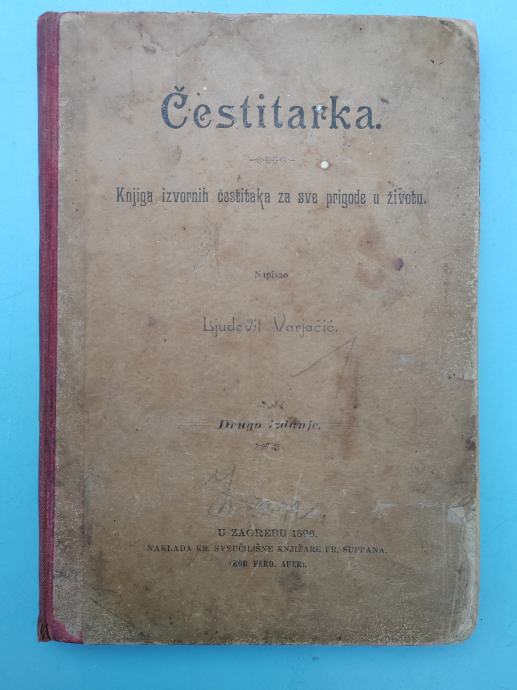 Čestitarka.
Knjiga izvornih čestitaka za sve prigode u životu.
Napisao
Ljudevit Varjačić.
Drugo izdanje.
U ZAGREBU
NAKLADA KR. SVEUČILIŠNE KNJIŽARE FR. SUPPANA.
(ROB. FERD. AUER).